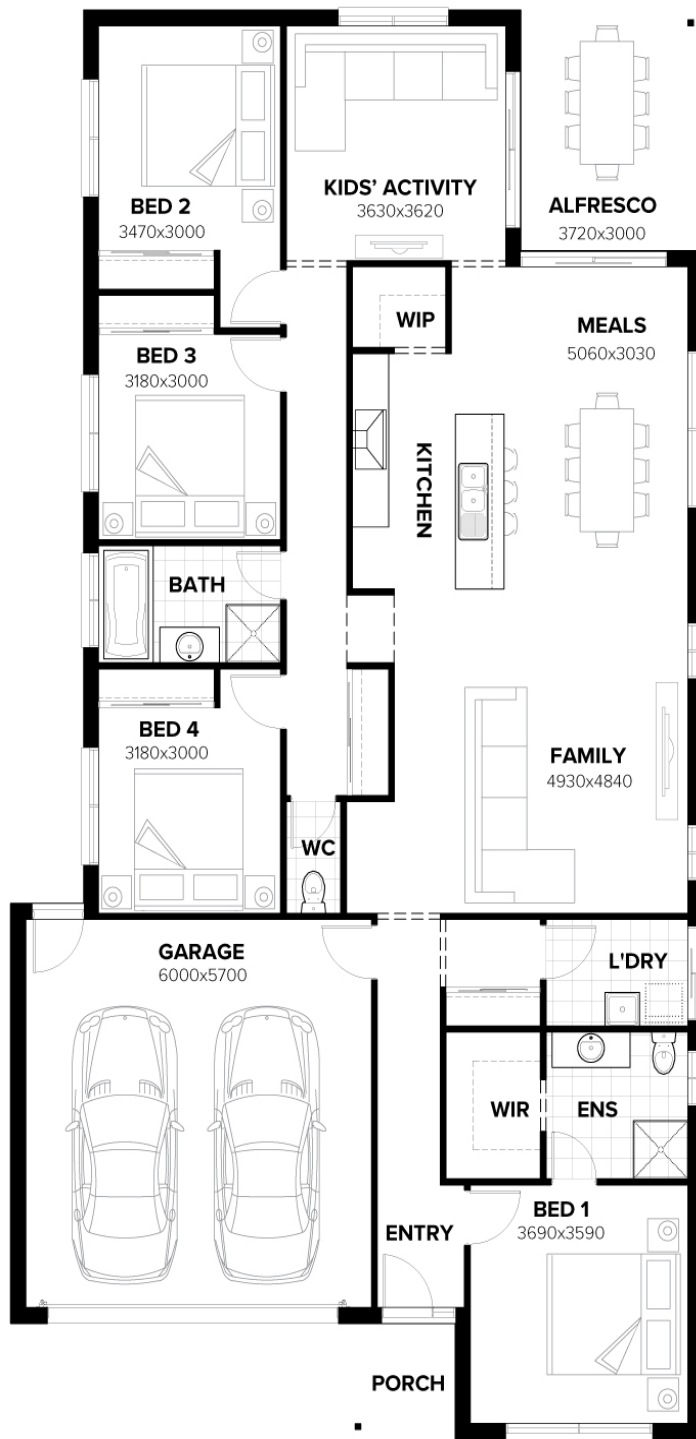 BED 2
3470x3000
KIDS' ACTIVITY
3630x3620
ALFRESCO
3720x3000
WIP
MEALS
5060x3030
BED 3
3180x3000
KITCHEN
BATH
BED 4
3180x3000
FAMILY
4930x4840
WC
GARAGE
6000x5700
L'DRY
WIR
ENS
BED 1
3690x3590
ENTRY
PORCH